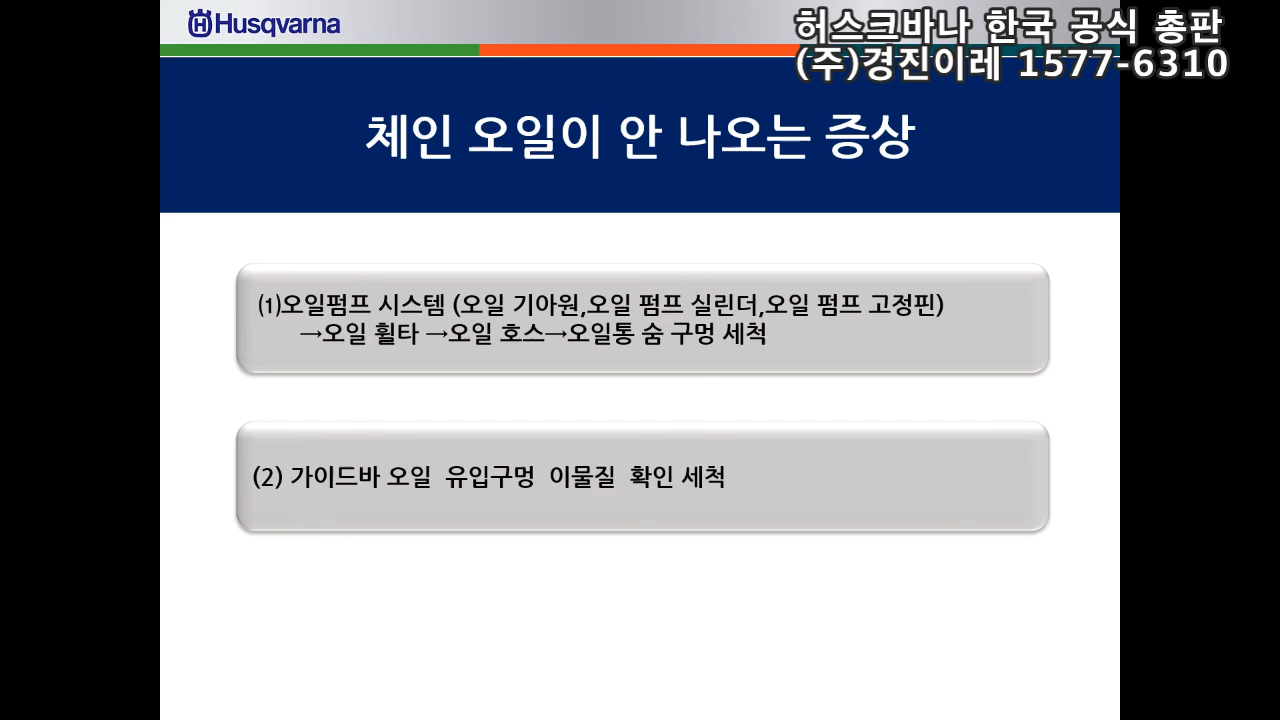 Husqvarna
허스크바나 한국 공식 총판
(주)경진이레 1577-6310
체인 오일이 안 나오는 증상
(1)오일펌프 시스템 (오일 기아원,오일 펌프 실린더,오일 펌프 고정핀)
→오일 휠타 →오일 호스→오일통 숨 구멍 세척
(2) 가이드바 오일 유입구멍 이물질 확인 세척